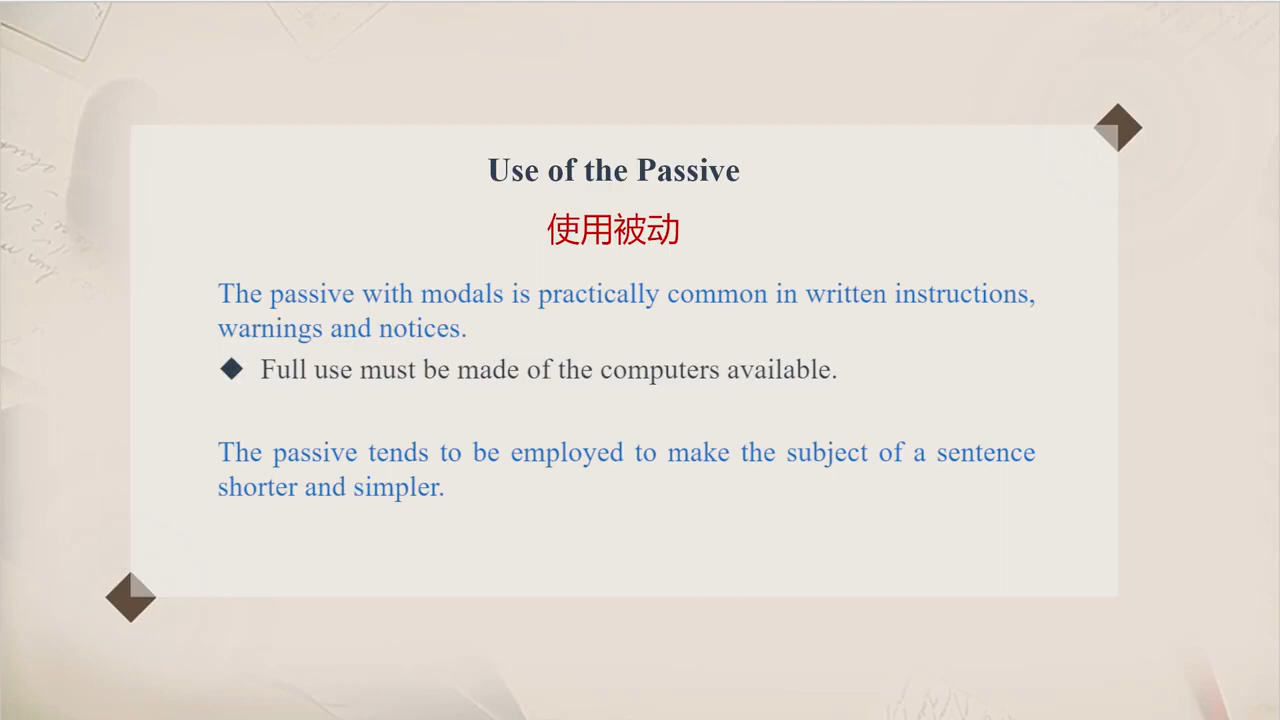 Use of the Passive
使用被动
The passive with modals is practically common in written instructions,
warnings and notices.
Full use must be made of the computers available.
The passive tends to be employed to make the subject of a sentence
shorter and simpler.